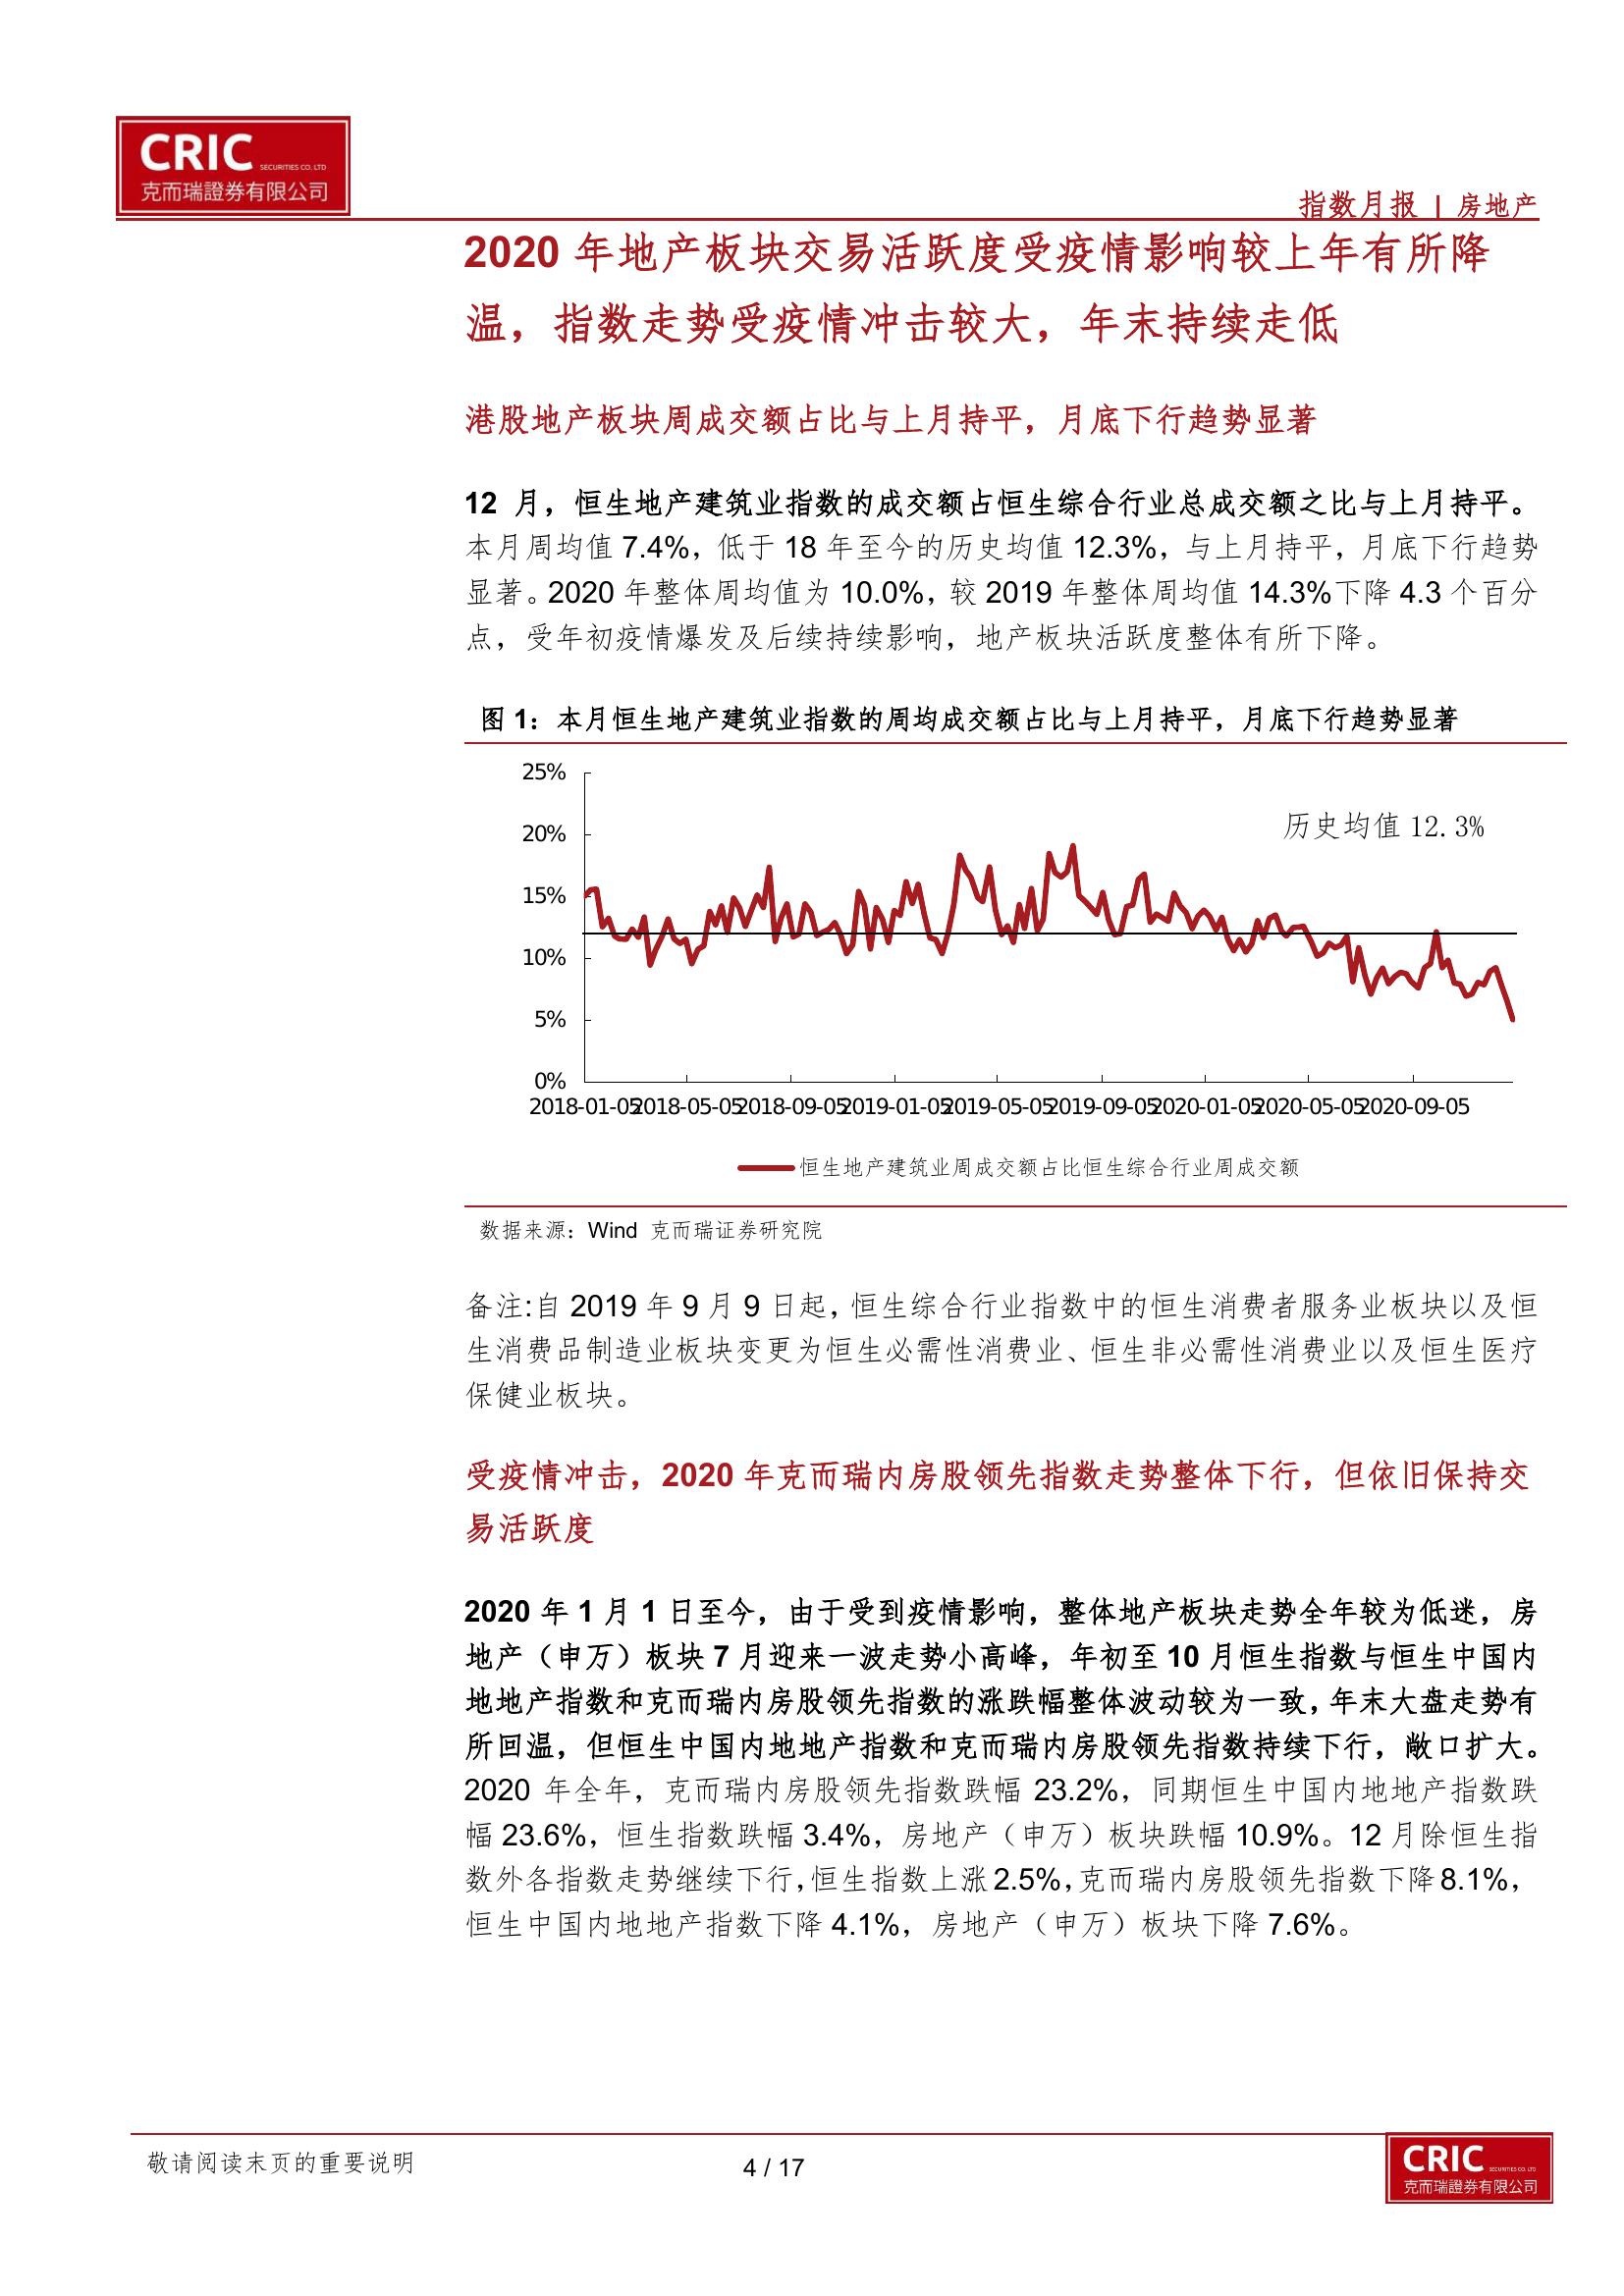 CRIC SECURITIES CO. LTD
克而瑞證券有限公司
指数月报 | 房地产
2020 年地产板块交易活跃度受疫情影响较上年有所降
温，指数走势受疫情冲击较大，年末持续走低
港股地产板块周成交额占比与上月持平，月底下行趋势显著
12 月，恒生地产建筑业指数的成交额占恒生综合行业总成交额之比与上月持平。
本月周均值 7.4%，低于 18 年至今的历史均值 12.3%，与上月持平，月底下行趋势
显著。2020 年整体周均值为 10.0%，较 2019 年整体周均值 14.3%下降 4.3 个百分
点，受年初疫情爆发及后续持续影响，地产板块活跃度整体有所下降。
图 1：本月恒生地产建筑业指数的周均成交额占比与上月持平，月底下行趋势显著
25%
历史均值 12.3%
20%
15%
10%
5%
0%
2018-01-05 2018-05-05 2018-09-05 2019-01-05 2019-05-05 2019-09-05 2020-01-05 2020-05-05 2020-09-05
恒生地产建筑业周成交额占比恒生综合行业周成交额
数据来源：Wind 克而瑞证券研究院
备注:自 2019 年 9 月 9 日起，恒生综合行业指数中的恒生消费者服务业板块以及恒
生消费品制造业板块变更为恒生必需性消费业、恒生非必需性消费业以及恒生医疗
保健业板块。
受疫情冲击，2020 年克而瑞内房股领先指数走势整体下行，但依旧保持交
易活跃度
2020 年 1 月 1 日至今，由于受到疫情影响，整体地产板块走势全年较为低迷，房
地产（申万）板块 7 月迎来一波走势小高峰，年初至 10 月恒生指数与恒生中国内
地地产指数和克而瑞内房股领先指数的涨跌幅整体波动较为一致，年末大盘走势有
所回温，但恒生中国内地地产指数和克而瑞内房股领先指数持续下行，敞口扩大。
2020 年全年，克而瑞内房股领先指数跌幅 23.2%，同期恒生中国内地地产指数跌
幅 23.6%，恒生指数跌幅 3.4%，房地产（申万）板块跌幅 10.9%。12 月除恒生指
数外各指数走势继续下行，恒生指数上涨 2.5%，克而瑞内房股领先指数下降 8.1%，
恒生中国内地地产指数下降 4.1%，房地产（申万）板块下降 7.6%。
敬请阅读末页的重要说明
4 / 17
CRIC SECURITIES CO. LTD
克而瑞證券有限公司